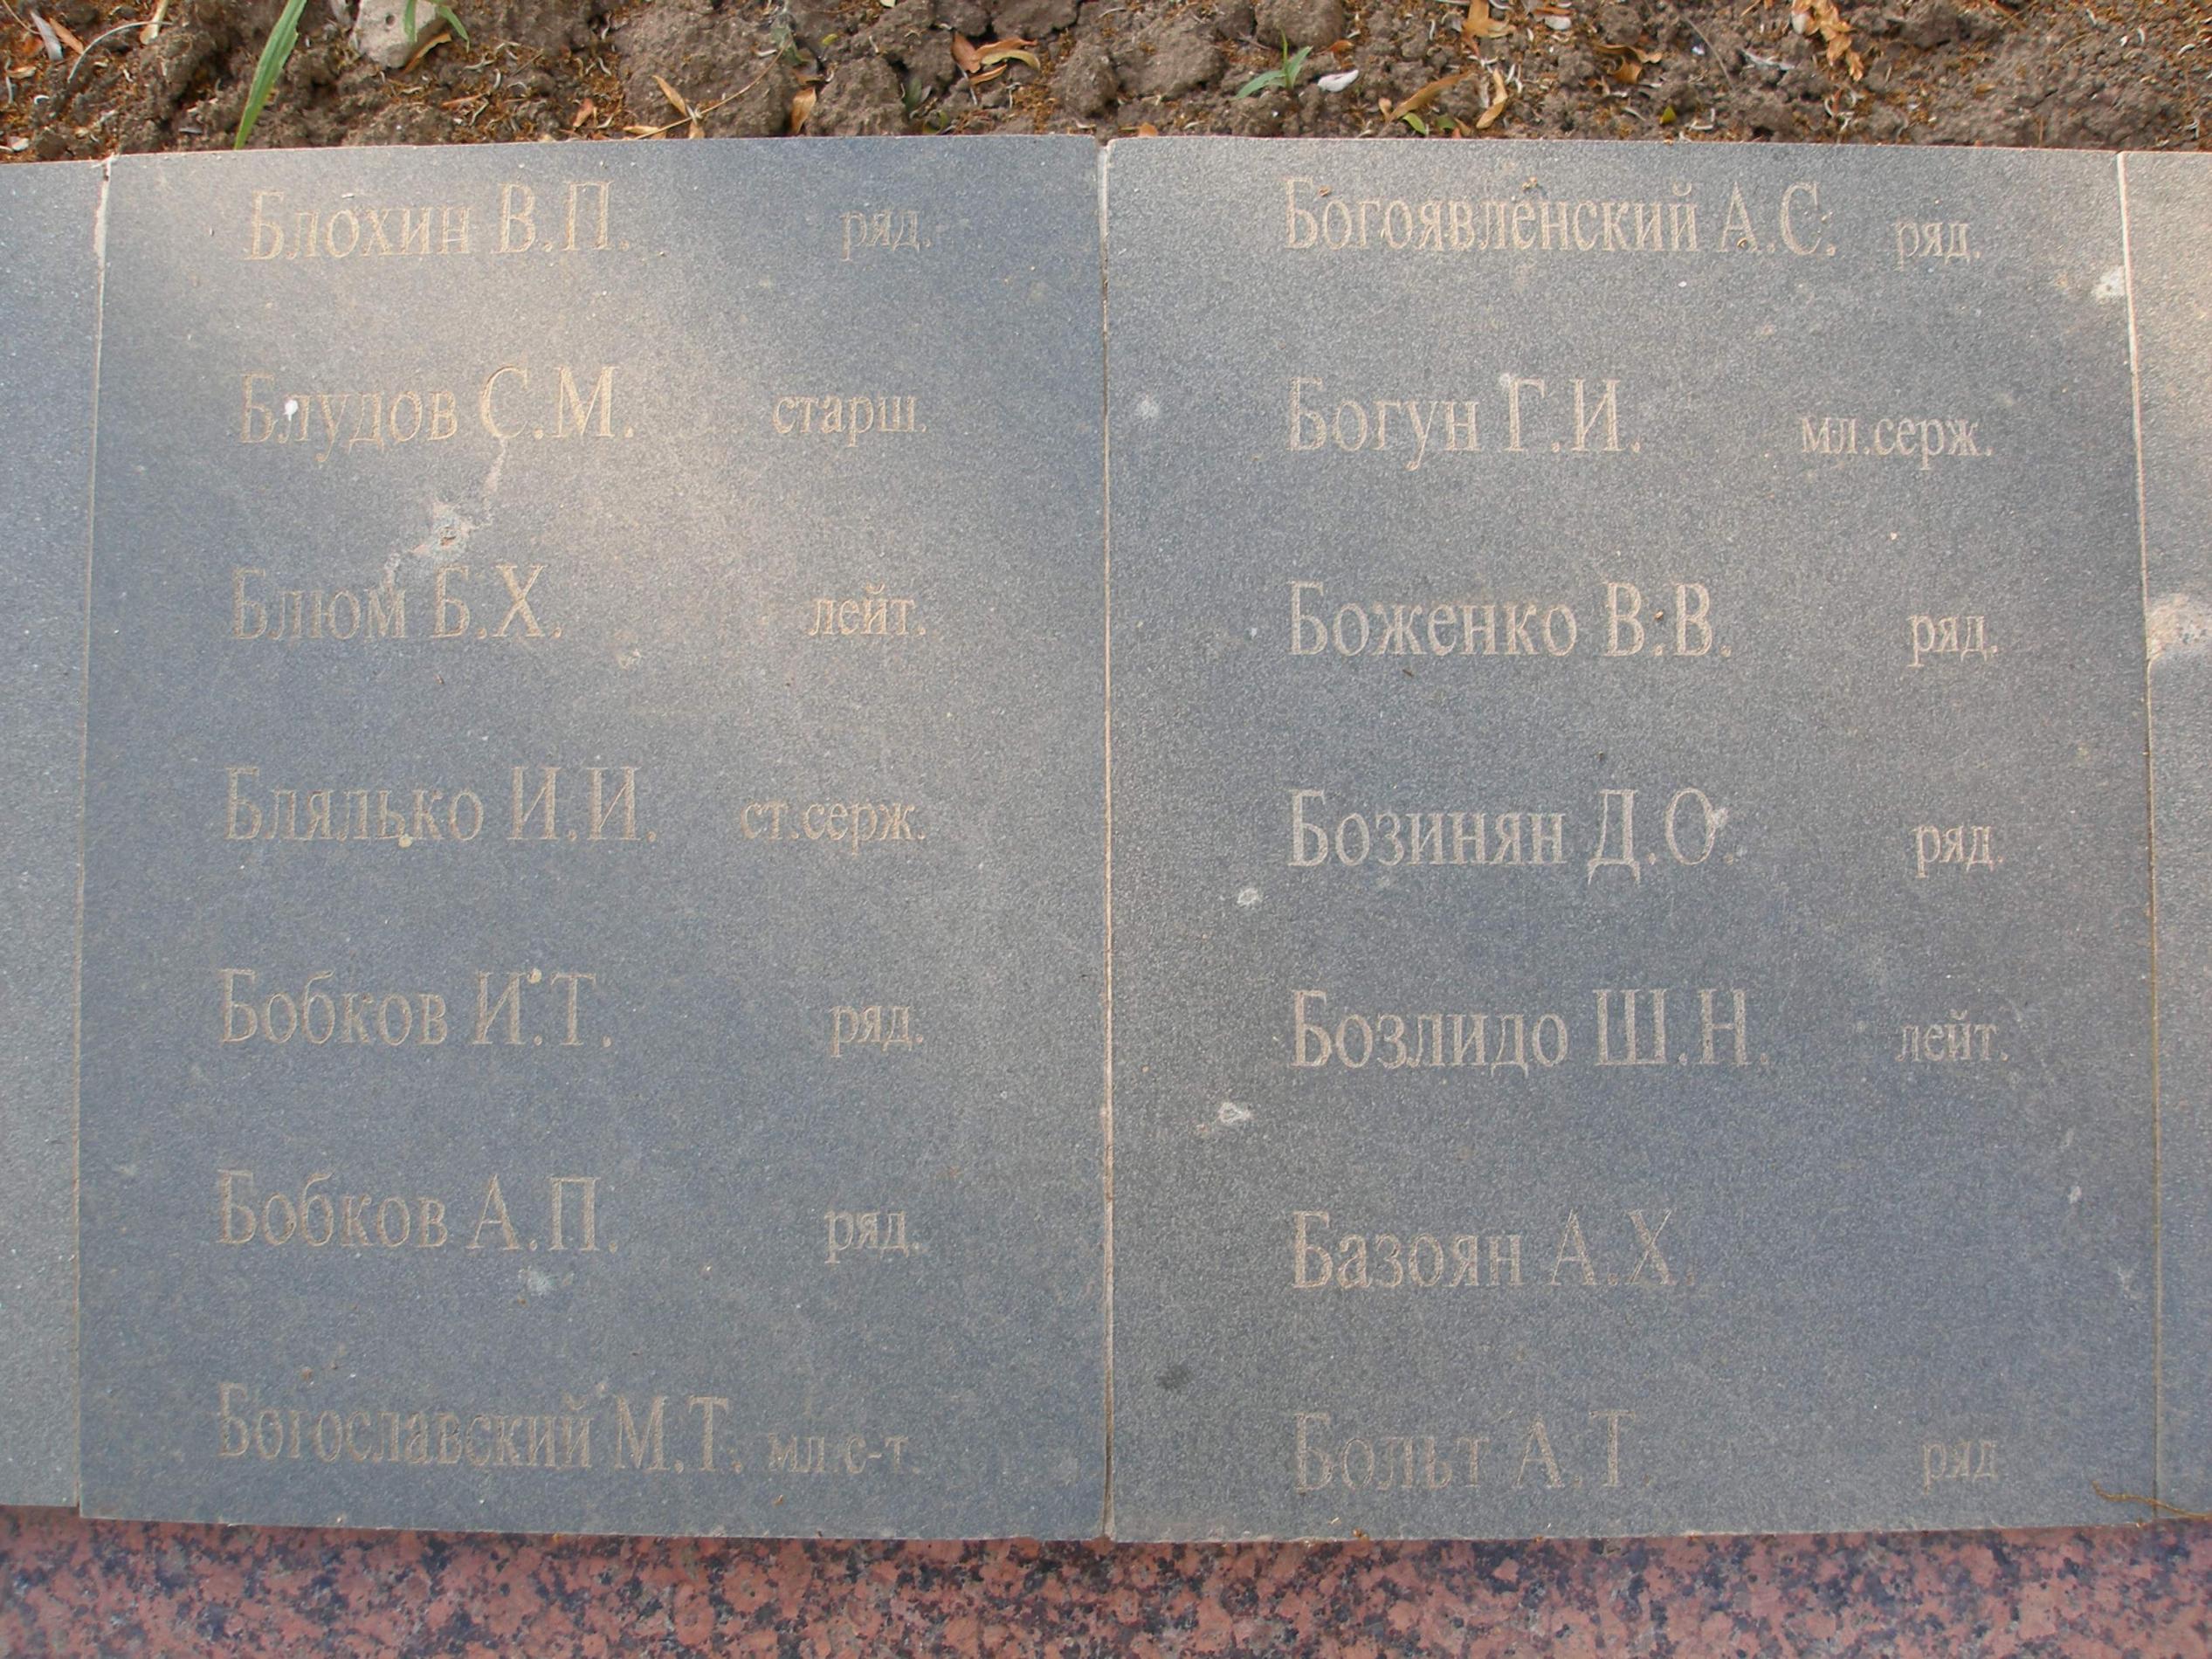 Блохин В.П. ряд.
Блудов С.М. старш.
Блюм Б.Х. лейт.
Блялько И.И. ст.серж.
Бобков И.Т. ряд.
Бобков А.П. ряд.
Богославский М.Т. мл.с-т.
Богоявленский А.С. ряд.
Богун Г.И. мл.серж.
Боженко В.В. ряд.
Бозинян Д.О. ряд.
Бозлидо Ш.Н. лейт.
Базоян А.Х.
Больт А.Т. ряд